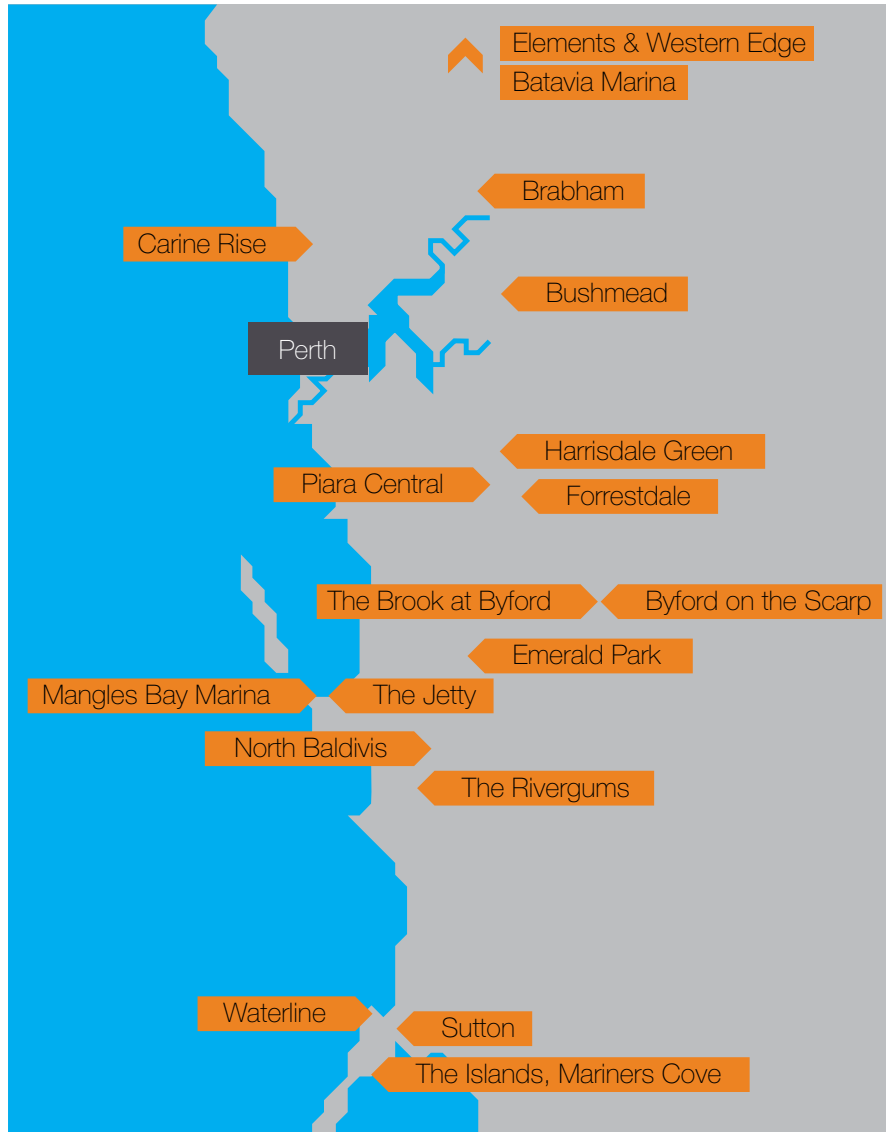 Elements & Western Edge
Batavia Marina
Brabham
Carine Rise
Bushmead
Perth
Harrisdale Green
Piara Central
Forrestdale
The Brook at Byford
Byford on the Scarp
Emerald Park
Mangles Bay Marina
The Jetty
North Baldivis
The Rivergums
Waterline
Sutton
The Islands, Mariners Cove